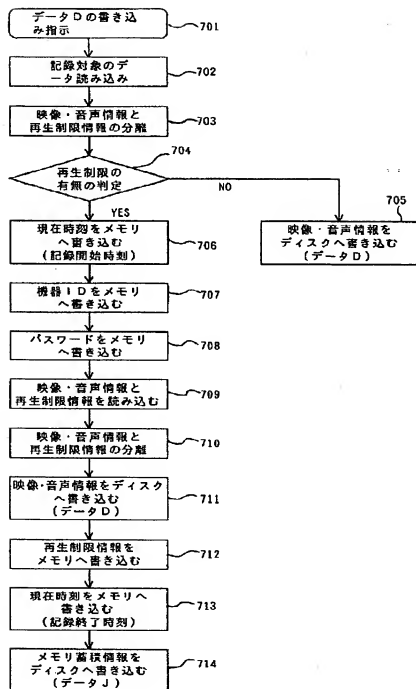 データDの書き込
み指示
701
記録対象のデ
ータ読み込み
702
映像・音声情報と
再生制限情報の分離
703
704
再生制限の
有無の判定
NO
YES
705
映像・音声情報を
ディスクへ書き込む
(データD)
現在時刻をメモリ
へ書き込む
(記録開始時刻)
706
機器IDをメモリ
へ書き込む
707
パスワードをメモリ
へ書き込む
708
映像・音声情報と
再生制限情報を読み込む
709
映像・音声情報と
再生制限情報の分離
710
映像・音声情報をディスク
へ書き込む
(データD)
711
再生制限情報を
メモリへ書き込む
712
現在時刻をメモリへ
書き込む
(記録終了時刻)
713
メモリ蓄積情報を
ディスクへ書き込む
(データJ)
714